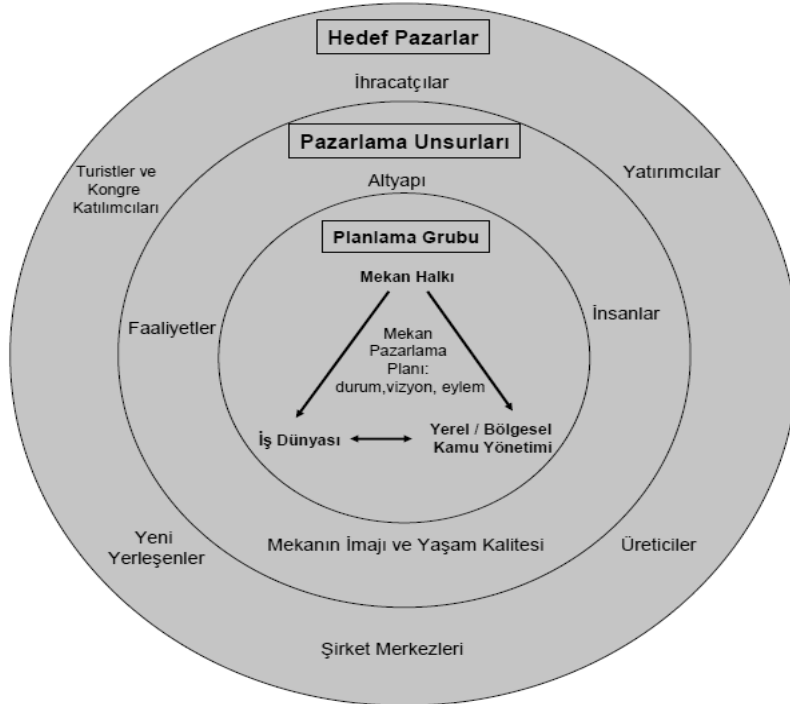 Hedef Pazarlar
İhracatçılar
Pazarlama Unsurları
Turistler ve
Kongre
Katılımcıları
Yatırımcılar
Altyapı
Planlama Grubu
Mekan Halkı
Faaliyetler
İnsanlar
Mekan
Pazarlama
Planı:
durum,vizyon, eylem
İş Dünyası
Yerel / Bölgesel
Kamu Yönetimi
Yeni
Yerleşenler
Mekanın İmajı ve Yaşam Kalitesi
Üreticiler
Şirket Merkezleri